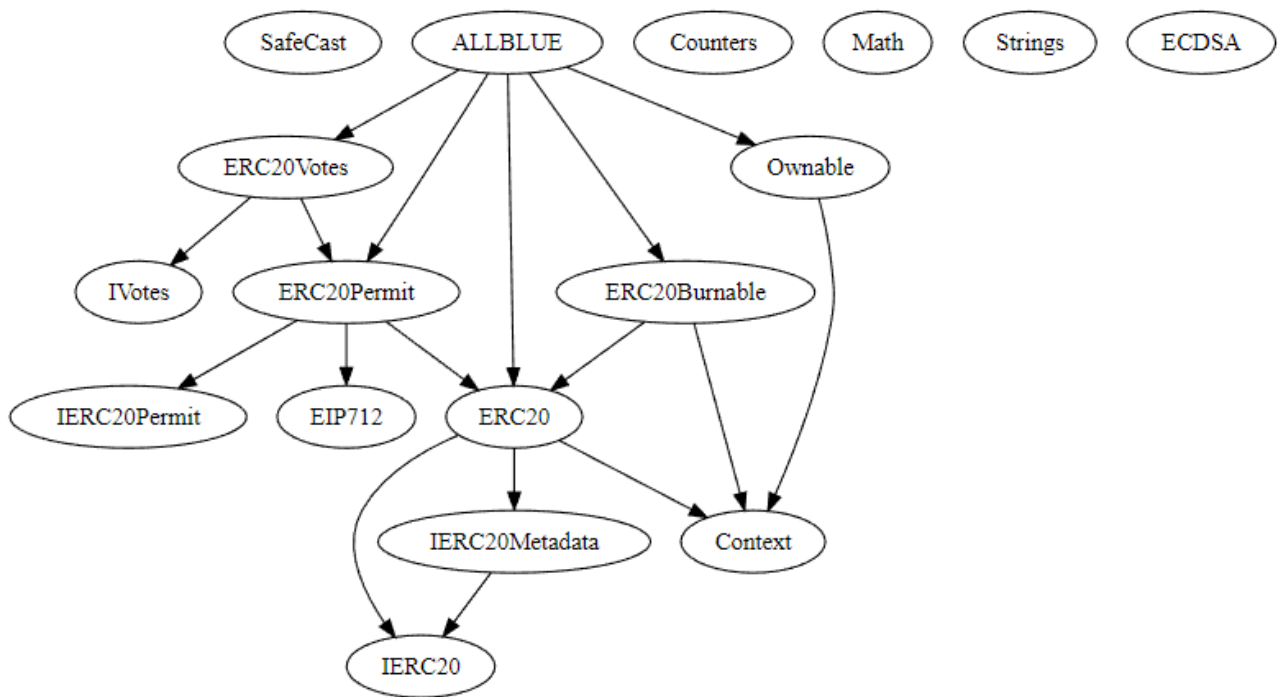 SafeCast
ALLBLUE
Counters
Math
Strings
ECDSA
ERC20Votes
Ownable
IVotes
ERC20Permit
ERC20Burnable
IERC20Permit
EIP712
ERC20
IERC20Metadata
Context
IERC20